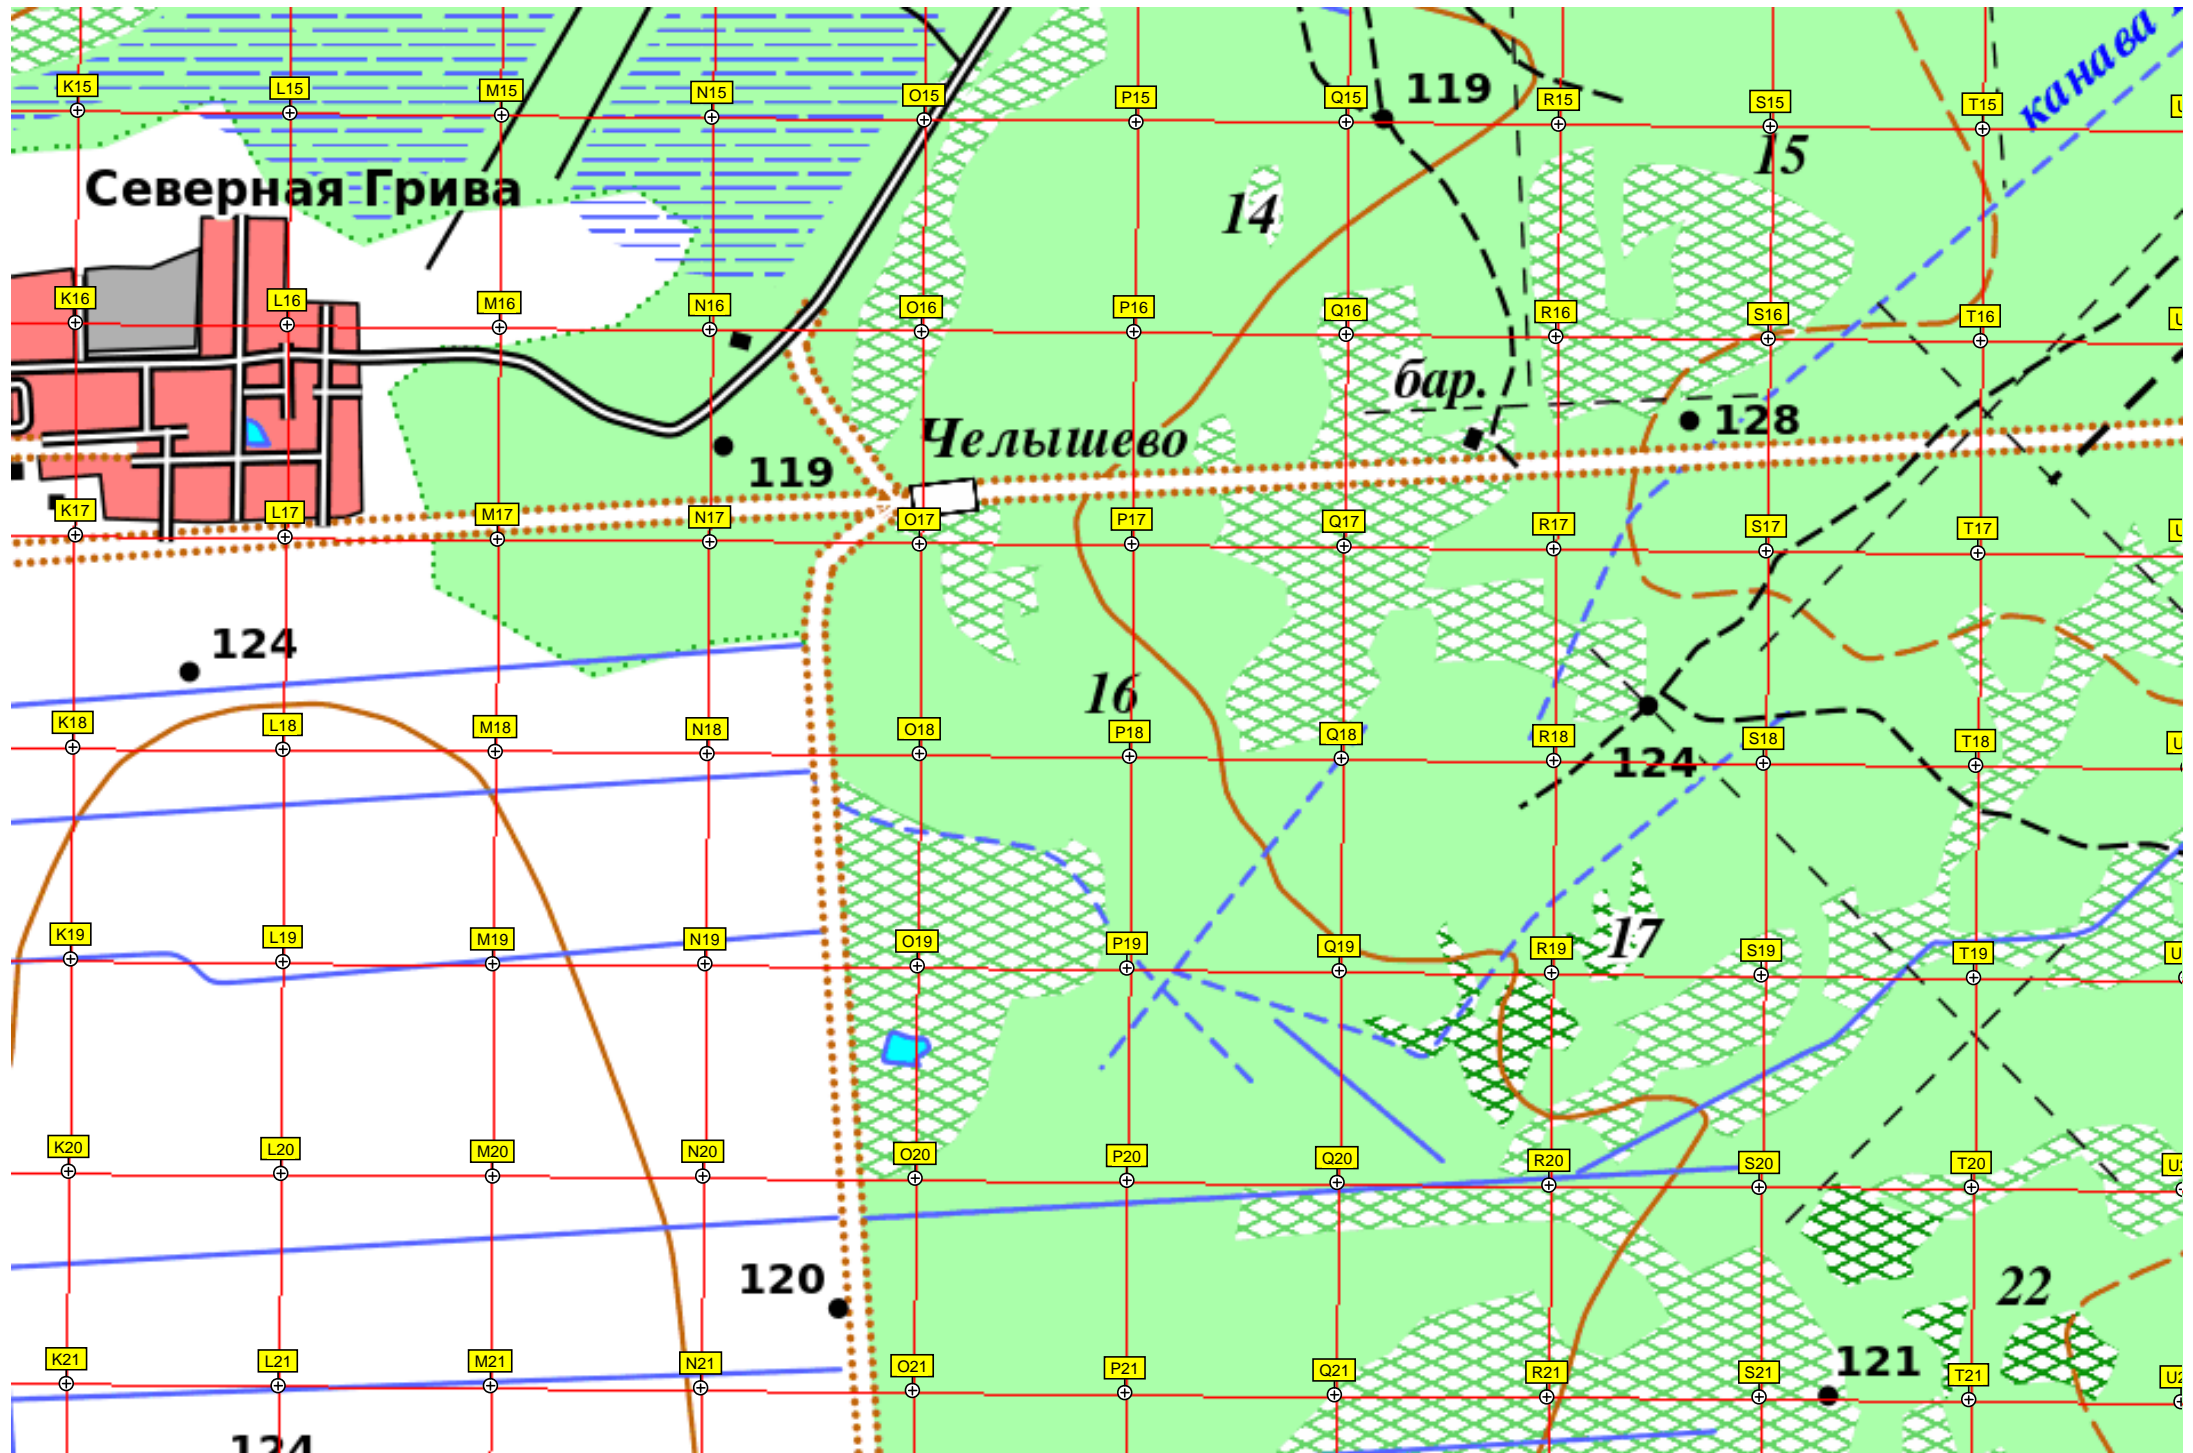 канава
119
K15 L15 M15 N15 O15 P15 Q15 R15 S15 T15
15
Северная Грива
14
K16 L16 M16 N16 O16 P16 Q16 R16 S16 T16
бар.
128
Челышево
119
K17 L17 M17 N17 O17 P17 Q17 R17 S17 T17
124
16
K18 L18 M18 N18 O18 P18 Q18 R18 S18 T18
124
17
K19 L19 M19 N19 O19 P19 Q19 R19 S19 T19
K20 L20 M20 N20 O20 P20 Q20 R20 S20 T20
120
22
121
K21 L21 M21 N21 O21 P21 Q21 R21 S21 T21
124